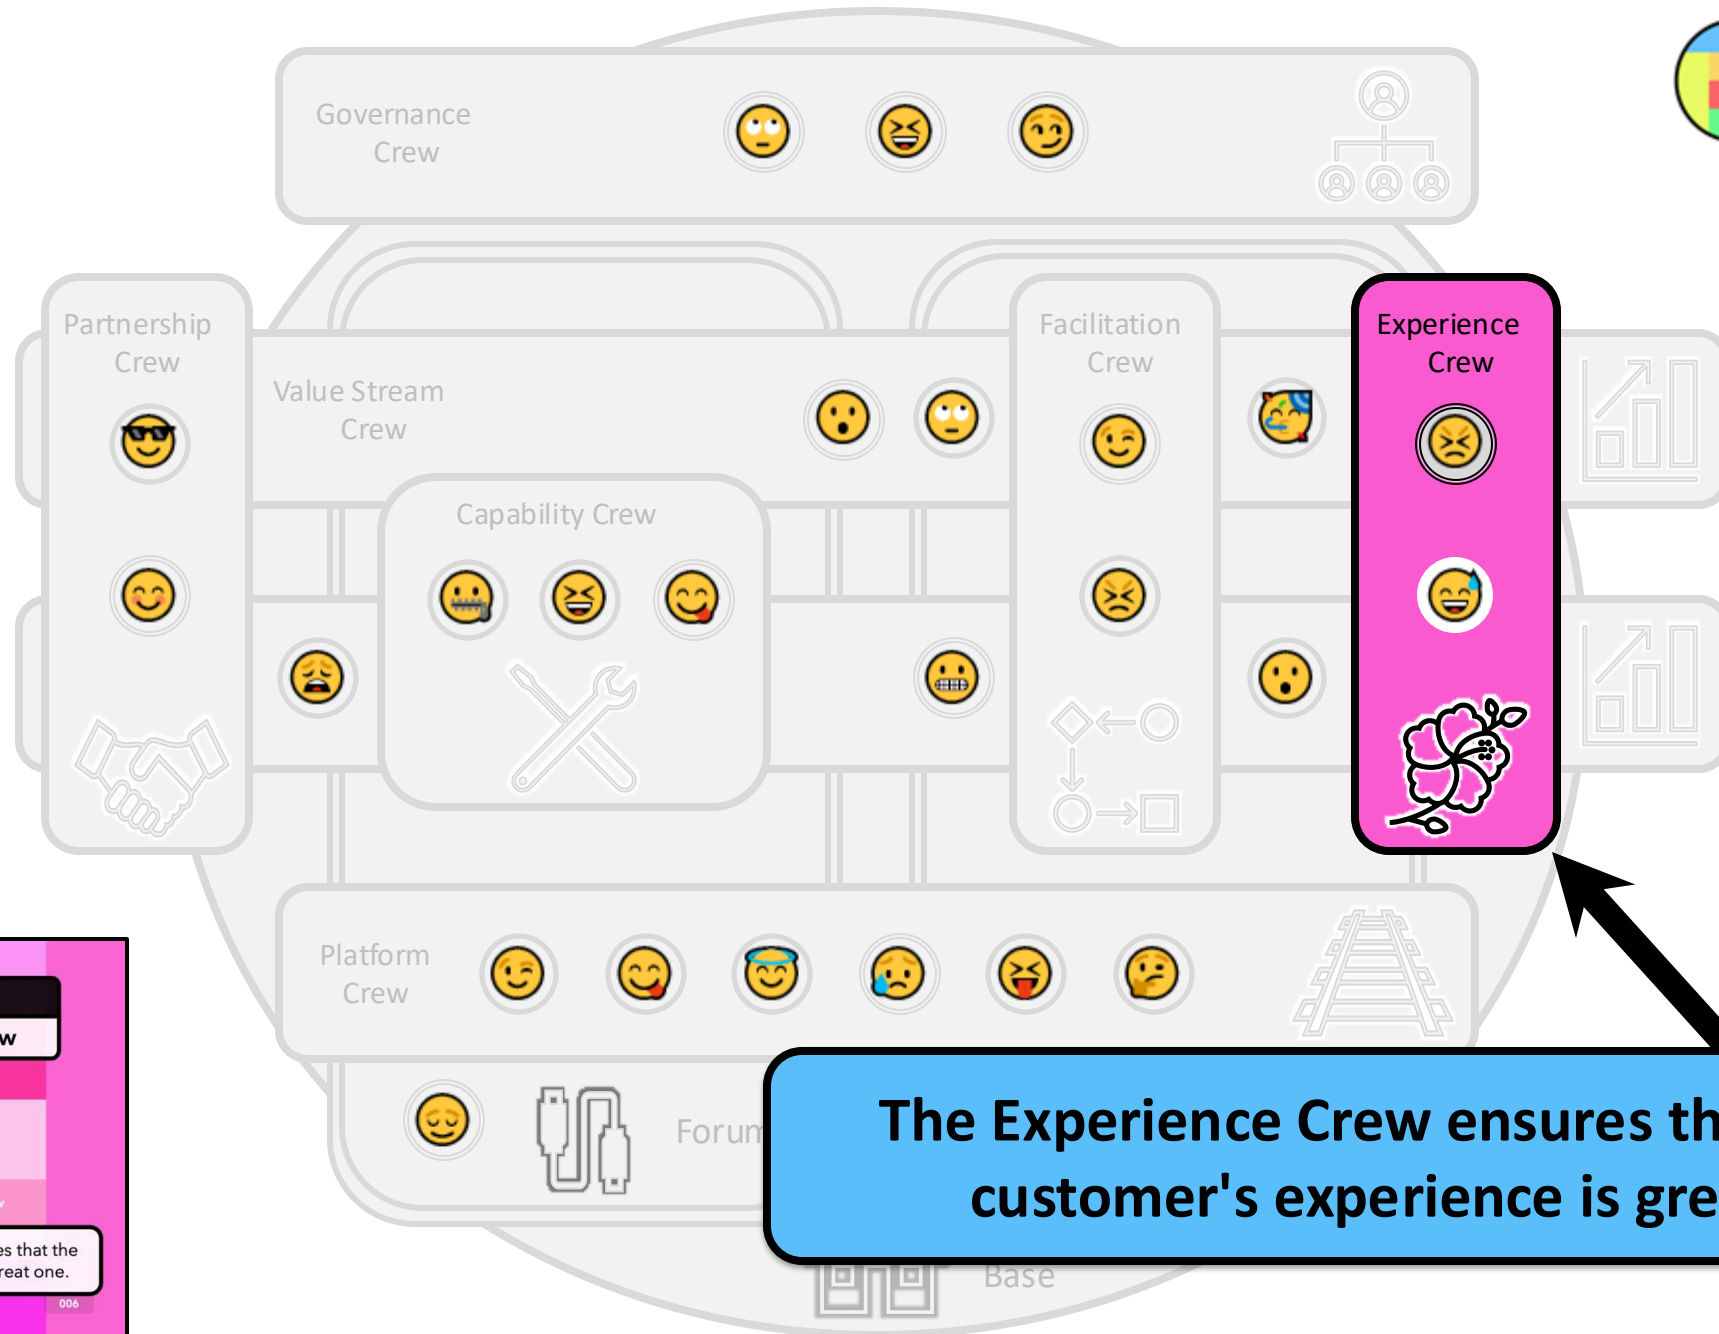 Governance
Crew
Partnership
Crew
Value Stream
Crew
Facilitation
Crew
Experience
Crew
Capability Crew
Platform
Crew
Forum
The Experience Crew ensures th
customer's experience is gre
Base
w
es that the
reat one.
006